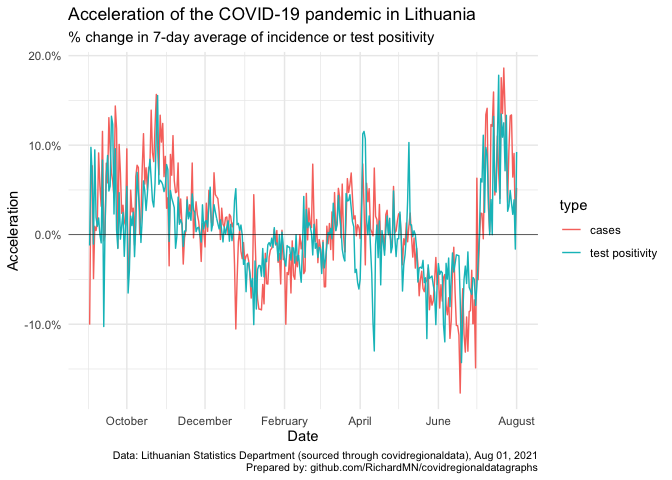 Acceleration of the COVID-19 pandemic in Lithuania
% change in 7-day average of incidence or test positivity
20.0%
10.0%
0.0%
-10.0%
Acceleration
October December February April June August
Date
type
cases
test positivity
Data: Lithuanian Statistics Department (sourced through covidregionaldata), Aug 01, 2021
Prepared by: github.com/RichardMN/covidregionaldatagraphs